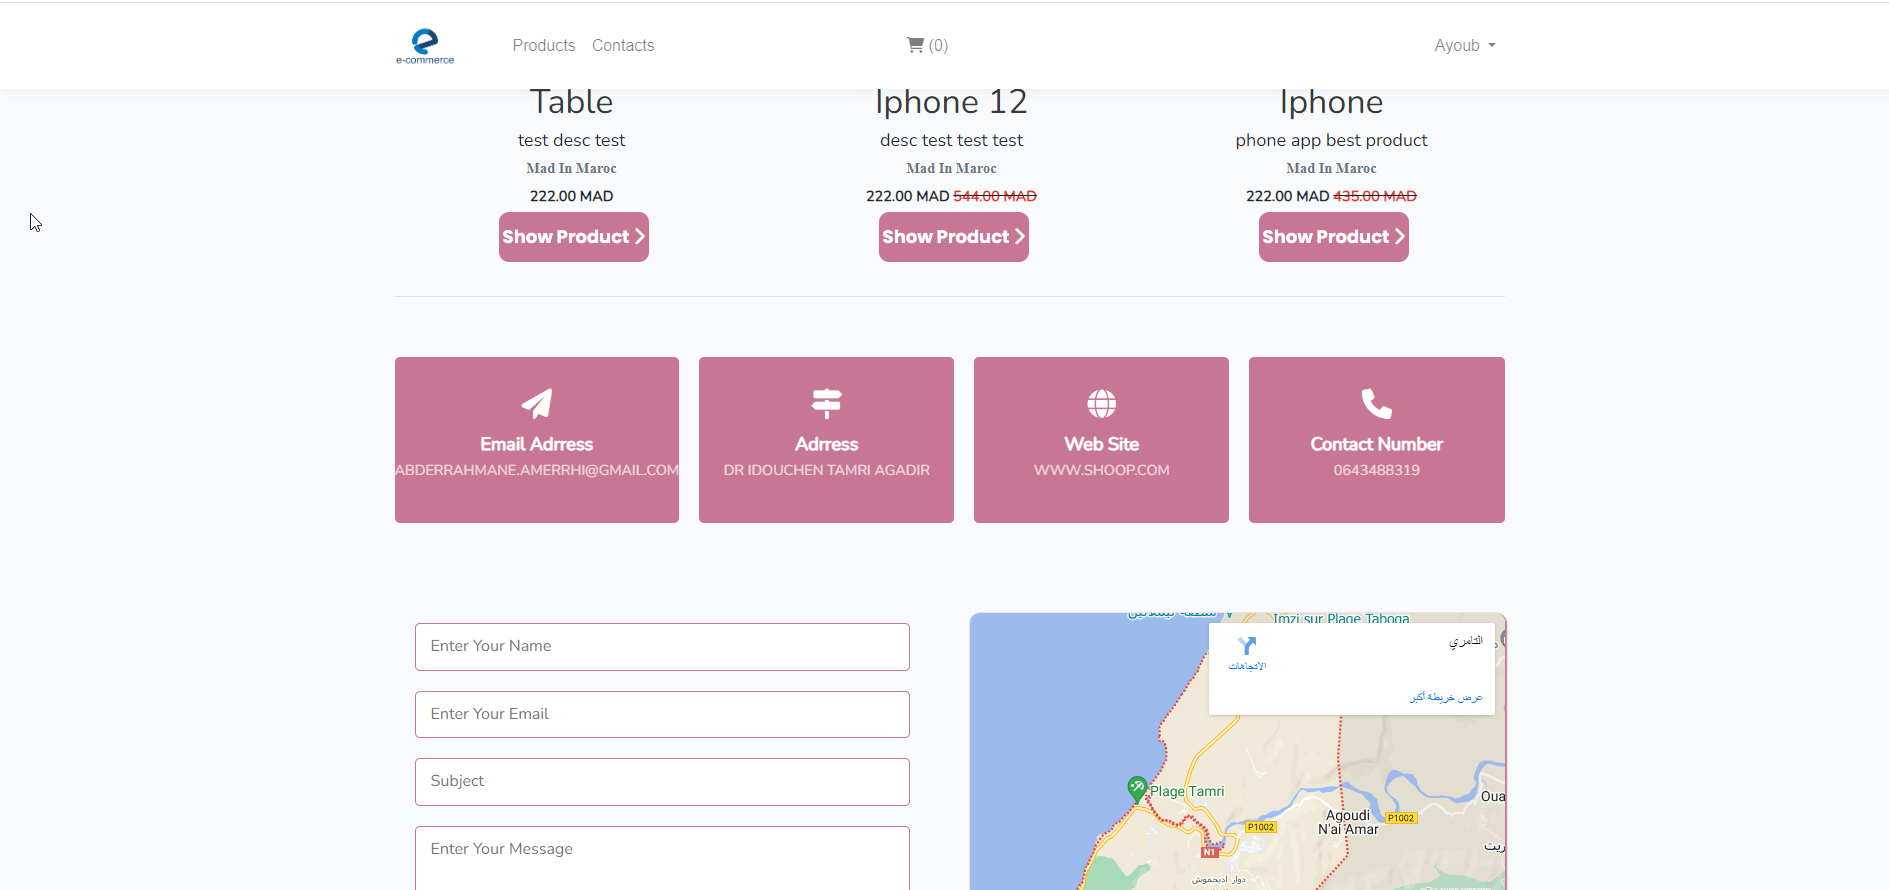 e-commerce
Products Contacts
(0)
Ayoub
Table
test desc test
Mad In Maroc
222.00 MAD
Show Product
Iphone 12
desc test test test
Mad In Maroc
222.00 MAD 544.00 MAD
Show Product
Iphone
phone app best product
Mad In Maroc
222.00 MAD 435.00 MAD
Show Product
Email Adrress
ABDERRAHMANE.AMERRHI@GMAIL.COM
Adrress
DR IDOUCHEN TAMRI AGADIR
Web Site
WWW.SHOOP.COM
Contact Number
0643488319
Enter Your Name
Enter Your Email
Subject
Enter Your Message
Imzi sur Plage Taboga
التامري
الاتجاهات
عرض خريطة أكبر
Plage Tamri
Agoudi
N'ai Amar
P1002
P1002
N1
Oua
ريت
دوار ادبحموش